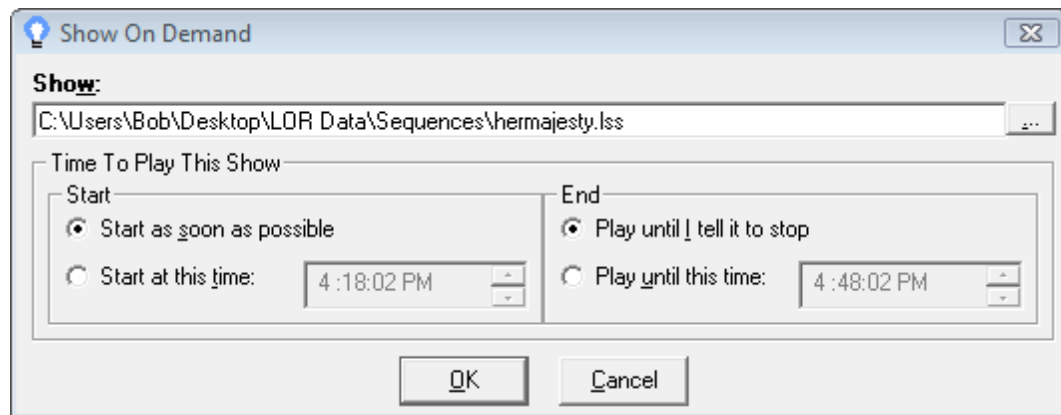 Show On Demand
Show:
C:\Users\Bob\Desktop\LOR Data\Sequences\hermajesty.lss
...
Time To Play This Show
Start
Start as soon as possible
Start at this time:
4 :18:02 PM
End
Play until I tell it to stop
Play until this time:
4 :48:02 PM
OK
Cancel